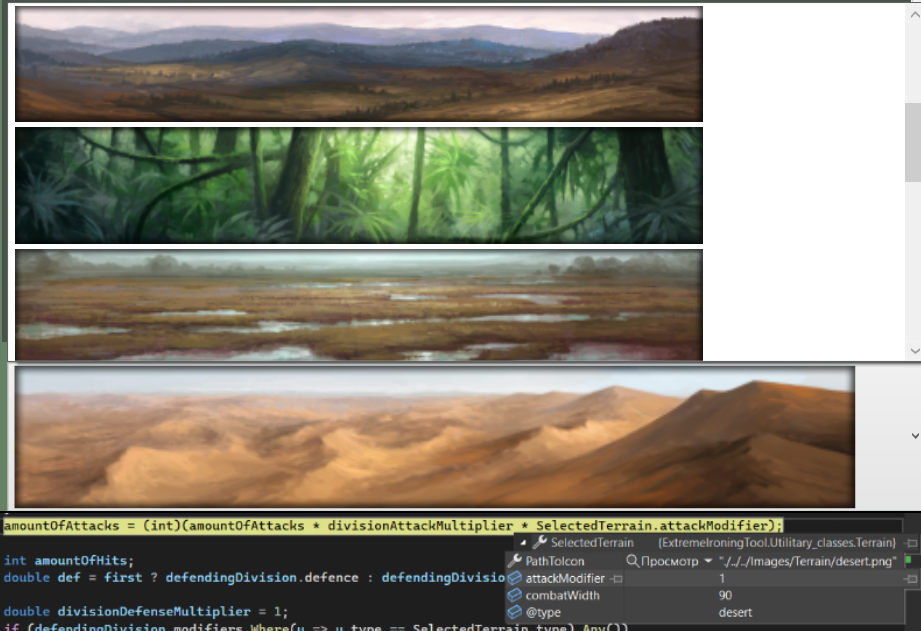 amountOfAttacks = (int)(amountOfAttacks * divisionAttackMultiplier * SelectedTerrain.attackModifier);
SelectedTerrain {ExtremeIroningTool.Utilitary_classes.Terrain}
int amountOfHits;
PathToIcon Просмотр "./../../Images/Terrain/desert.png"
double def = first ? defendingDivision.defence : defendingDivisio
attackModifier 1
combatWidth 90
double divisionDefenseMultiplier = 1;
@type desert
if (defendingDivision.modifiers.Where(u => u.type == SelectedTerrain.type).Any())